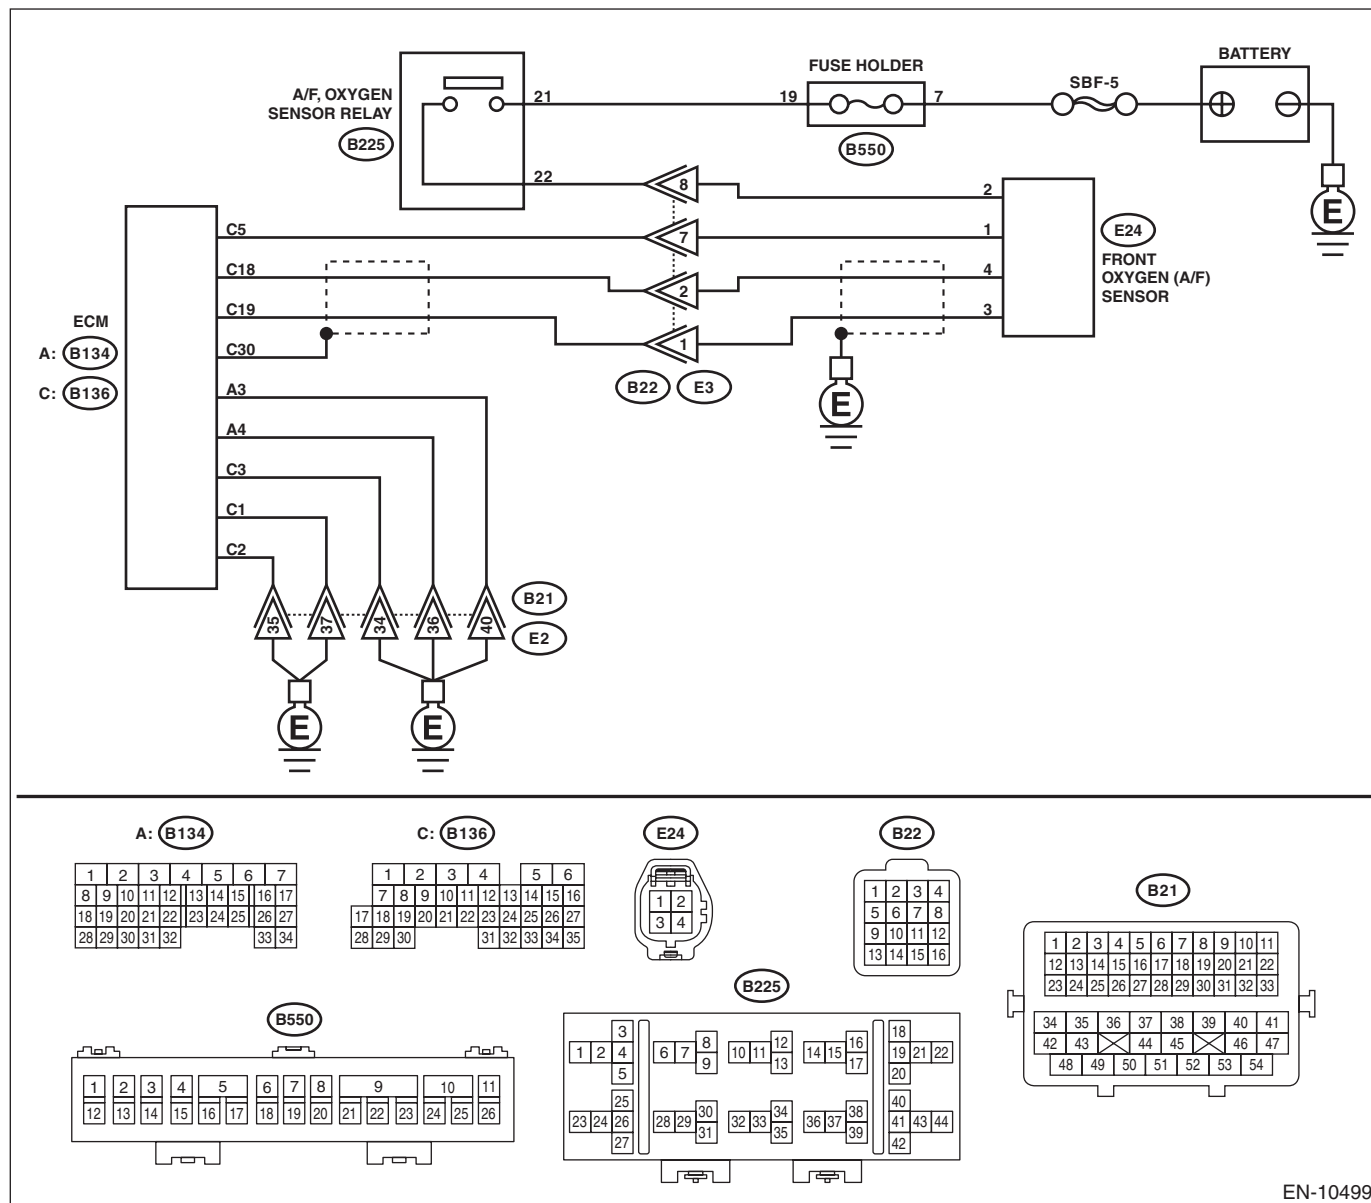 BATTERY
FUSE HOLDER
SBF-5
A/F, OXYGEN
SENSOR RELAY
B225
21
19
7
B550
22
8
2
C5
7
1
E24
FRONT
OXYGEN (A/F)
SENSOR
C18
2
4
C19
1
3
ECM
A: B134
C: B136
C30
B22
E3
E
E
A3
A4
C3
C1
C2
35
37
34
36
40
B21
E2
E
E
A: B134
1 2 3 4 5 6 7
8 9 10 11 12 13 14 15 16 17
18 19 20 21 22 23 24 25 26 27
28 29 30 31 32 33 34
C: B136
1 2 3 4 5 6
7 8 9 10 11 12 13 14 15 16
17 18 19 20 21 22 23 24 25 26 27
28 29 30 31 32 33 34 35
E24
1 2
3 4
B22
1 2 3 4
5 6 7 8
9 10 11 12
13 14 15 16
B21
1 2 3 4 5 6 7 8 9 10 11
12 13 14 15 16 17 18 19 20 21 22
23 24 25 26 27 28 29 30 31 32 33
34 35 36 37 38 39 40 41
42 43 44 45 46 47
48 49 50 51 52 53 54
B550
1 2 3 4 5 6 7 8 9 10 11
12 13 14 15 16 17 18 19 20 21 22 23 24 25 26
B225
3 8 12 16 18
1 2 4 6 7 10 11 14 15 19 21 22
5 9 13 17 20
25 30 34 38 40
23 24 26 28 29 32 33 36 37 41 43 44
27 31 35 39 42
EN-10499